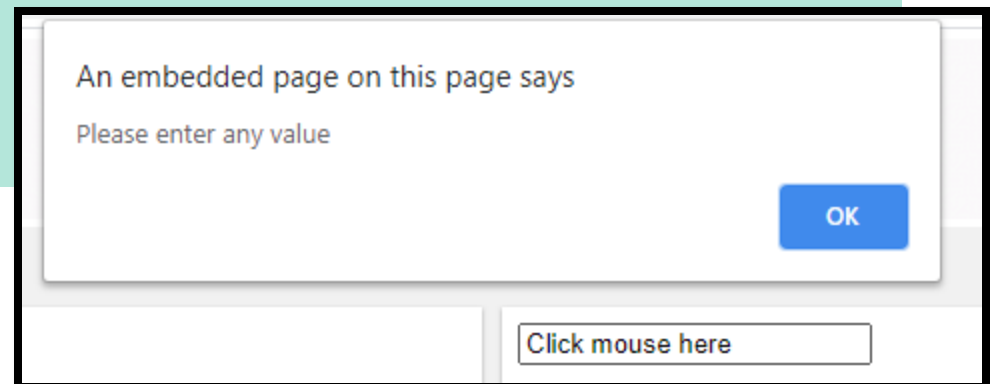 An embedded page on this page says
Please enter any value
OK
Click mouse here